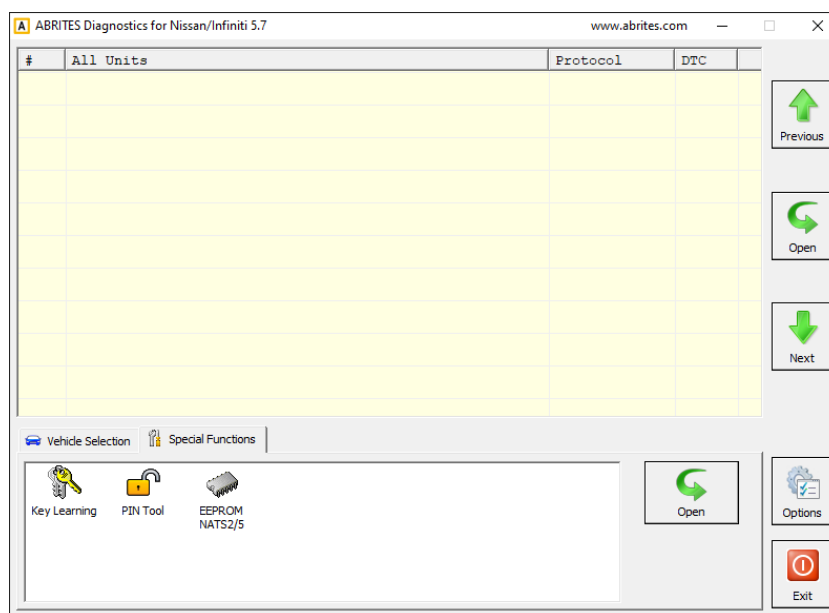 A ABRITES Diagnostics for Nissan/Infiniti 5.7 www.abrites.com
# All Units Protocol DTC
Previous
Open
Next
Vehicle Selection Special Functions
Key Learning PIN Tool EEPROM
NATS2/5
Open
Options
Exit